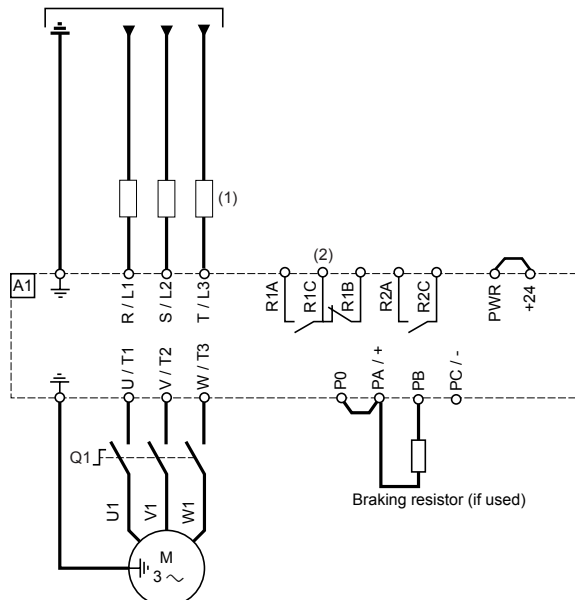 (1)
(2)
A1
R / L1
S / L2
T / L3
R1A
R1C
R1B
R2A
R2C
PWR
+24
U / T1
V / T2
W / T3
P0
PA / +
PB
PC / -
Q1
Braking resistor (if used)
U1
V1
W1
M
3 ~